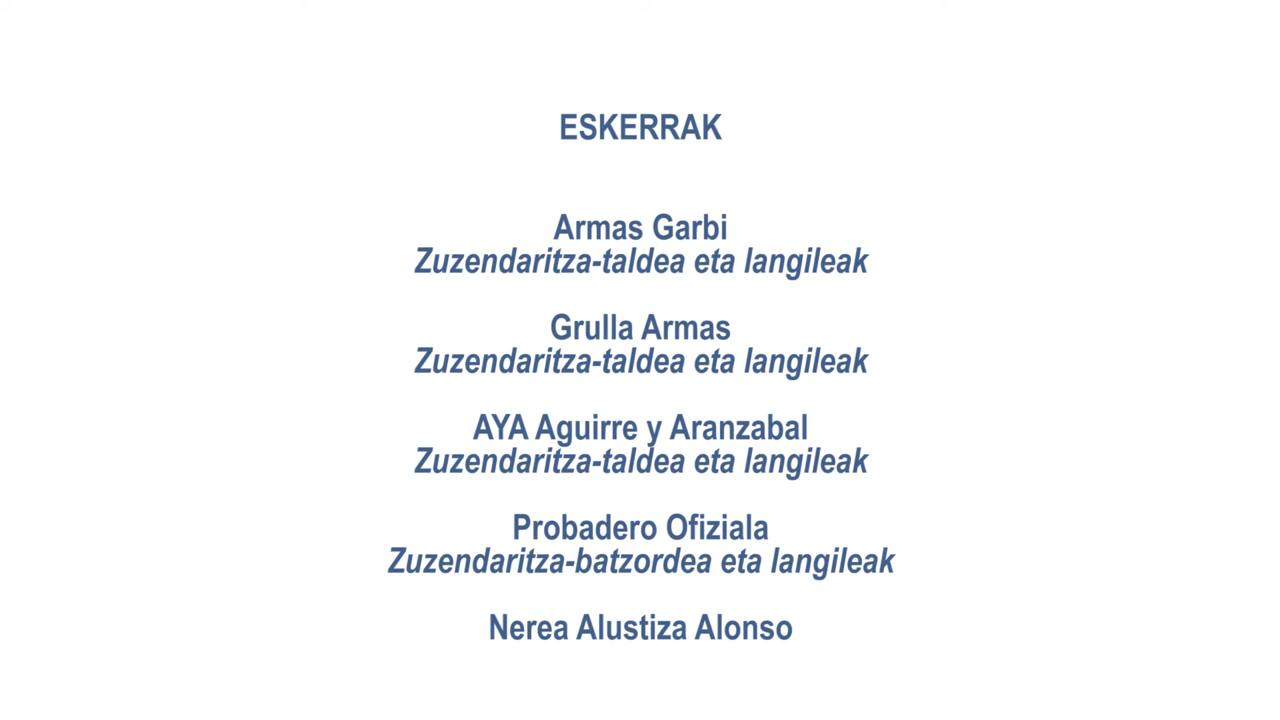 ESKERRAK
Armas Garbi
Zuzendaritza-taldea eta langileak
Grulla Armas
Zuzendaritza-taldea eta langileak
AYA Aguirre y Aranzabal
Zuzendaritza-taldea eta langileak
Probadero Ofiziala
Zuzendaritza-batzordea eta langileak
Nerea Alustiza Alonso